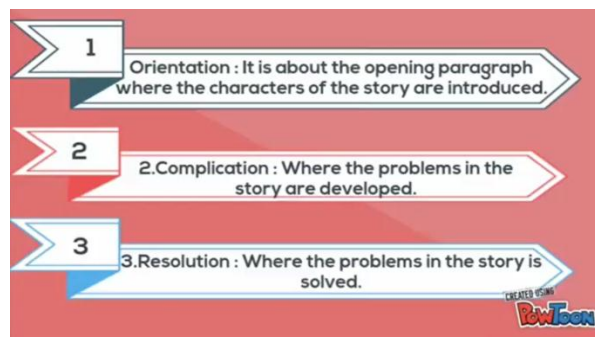 1
Orientation : It is about the opening paragraph
where the characters of the story are introduced.
2
2.Complication : Where the problems in the
story are developed.
3
3.Resolution : Where the problems in the story is
solved.
CREATED USING
POWTOON